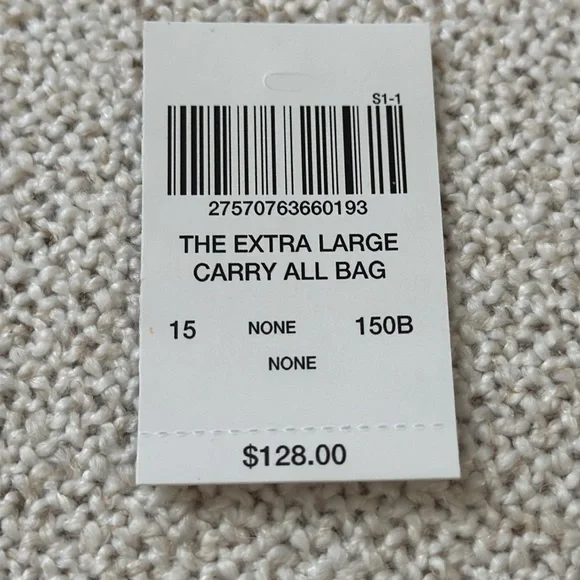 S1-1
27570763660193
THE EXTRA LARGE
CARRY ALL BAG
15 NONE 150B
NONE
$128.00